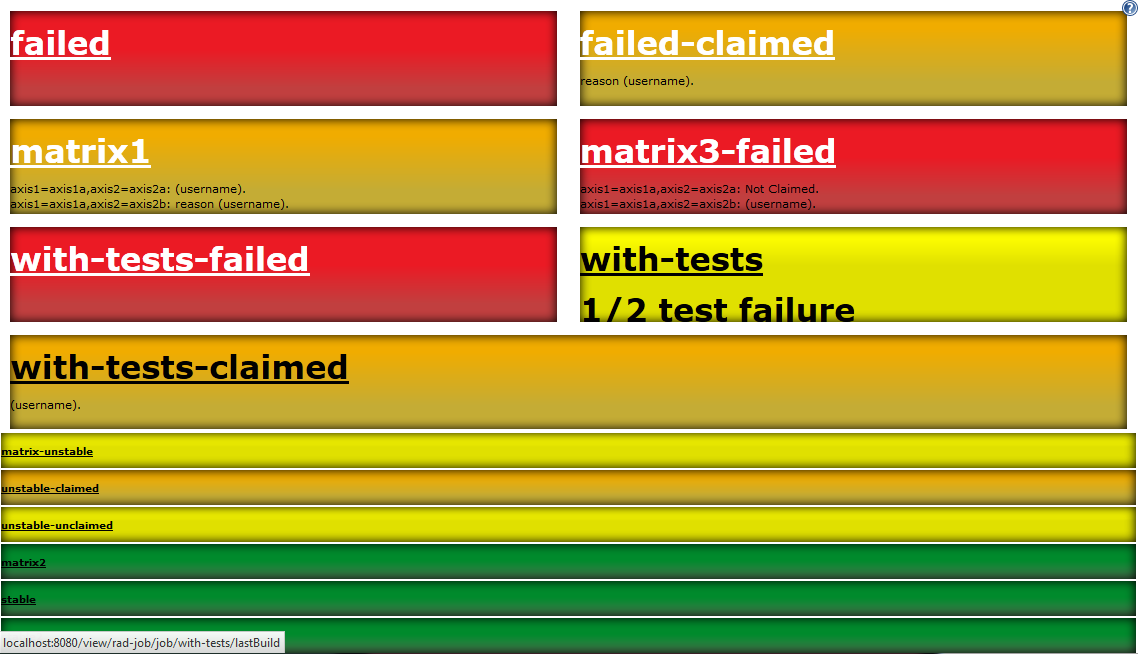 ?
failed
failed-claimed
reason (username).
matrix1
axis1=axis1a,axis2=axis2a: (username).
axis1=axis1a,axis2=axis2b: reason (username).
matrix3-failed
axis1=axis1a,axis2=axis2a: Not Claimed.
axis1=axis1a,axis2=axis2b: (username).
with-tests-failed
with-tests
1/2 test failure
with-tests-claimed
(username).
matrix-unstable
unstable-claimed
unstable-unclaimed
matrix2
stable
localhost:8080/view/rad-job/job/with-tests/lastBuild